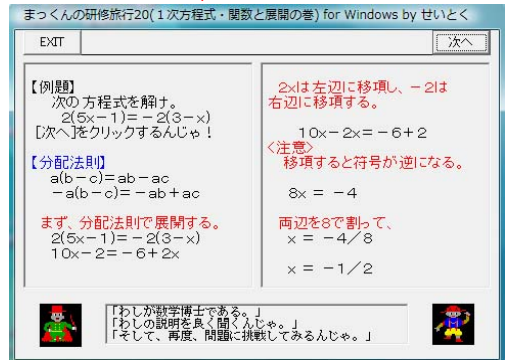 まっくんの研修旅行20(1次方程式・関数と展開の巻) for Windows by せいとく
EXIT
次へ
【例題】
次の方程式を解け。
2(5x−1)=−2(3−x)
[次へ]をクリックするんじゃ！
【分配法則】
a(b−c)=ab−ac
−a(b−c)=−ab+ac
まず、分配法則で展開する。
2(5x−1)=−2(3−x)
10x−2=−6+2x
2xは左辺に移項し、−2は
右辺に移項する。
10x−2x=−6+2
<注意>
移項すると符号が逆になる。
8x = −4
両辺を8で割って、
x = −4/8
x = −1/2
「わしが数学博士である。」
「わしの説明を良く聞くんじゃ。」
「そして、再度、問題に挑戦してみるんじゃ。」